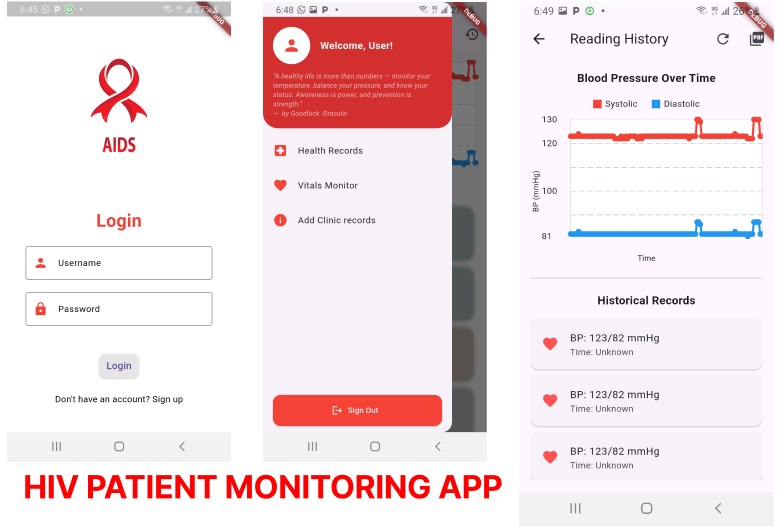 6:45
DEBUG
AIDS
Login
Username
Password
Login
Don't have an account? Sign up
6:48
DEBUG
Welcome, User!
"A healthy life is more than numbers — monitor your
temperature, balance your pressure, and know your
status. Awareness is power, and prevention is
strength."
— by Goodluck -Dracula-
Health Records
Vitals Monitor
Add Clinic records
Sign Out
6:49
DEBUG
Reading History
PDF
Blood Pressure Over Time
Systolic
Diastolic
130
120
100
81
BP (mmHg)
Time
Historical Records
BP: 123/82 mmHg
Time: Unknown
BP: 123/82 mmHg
Time: Unknown
BP: 123/82 mmHg
Time: Unknown
HIV PATIENT MONITORING APP